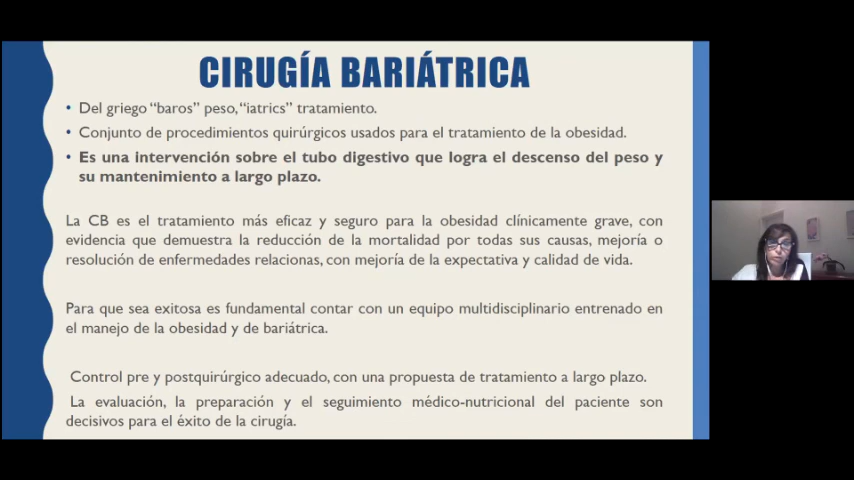 CIRUGÍA BARIÁTRICA
• Del griego “baros” peso, “iatrics” tratamiento.
• Conjunto de procedimientos quirúrgicos usados para el tratamiento de la obesidad.
• Es una intervención sobre el tubo digestivo que logra el descenso del peso y
su mantenimiento a largo plazo.
La CB es el tratamiento más eficaz y seguro para la obesidad clínicamente grave, con
evidencia que demuestra la reducción de la mortalidad por todas sus causas, mejoría o
resolución de enfermedades relacionas, con mejoría de la expectativa y calidad de vida.
Para que sea exitosa es fundamental contar con un equipo multidisciplinario entrenado en
el manejo de la obesidad y de bariátrica.
Control pre y postquirúrgico adecuado, con una propuesta de tratamiento a largo plazo.
La evaluación, la preparación y el seguimiento médico-nutricional del paciente son
decisivos para el éxito de la cirugía.